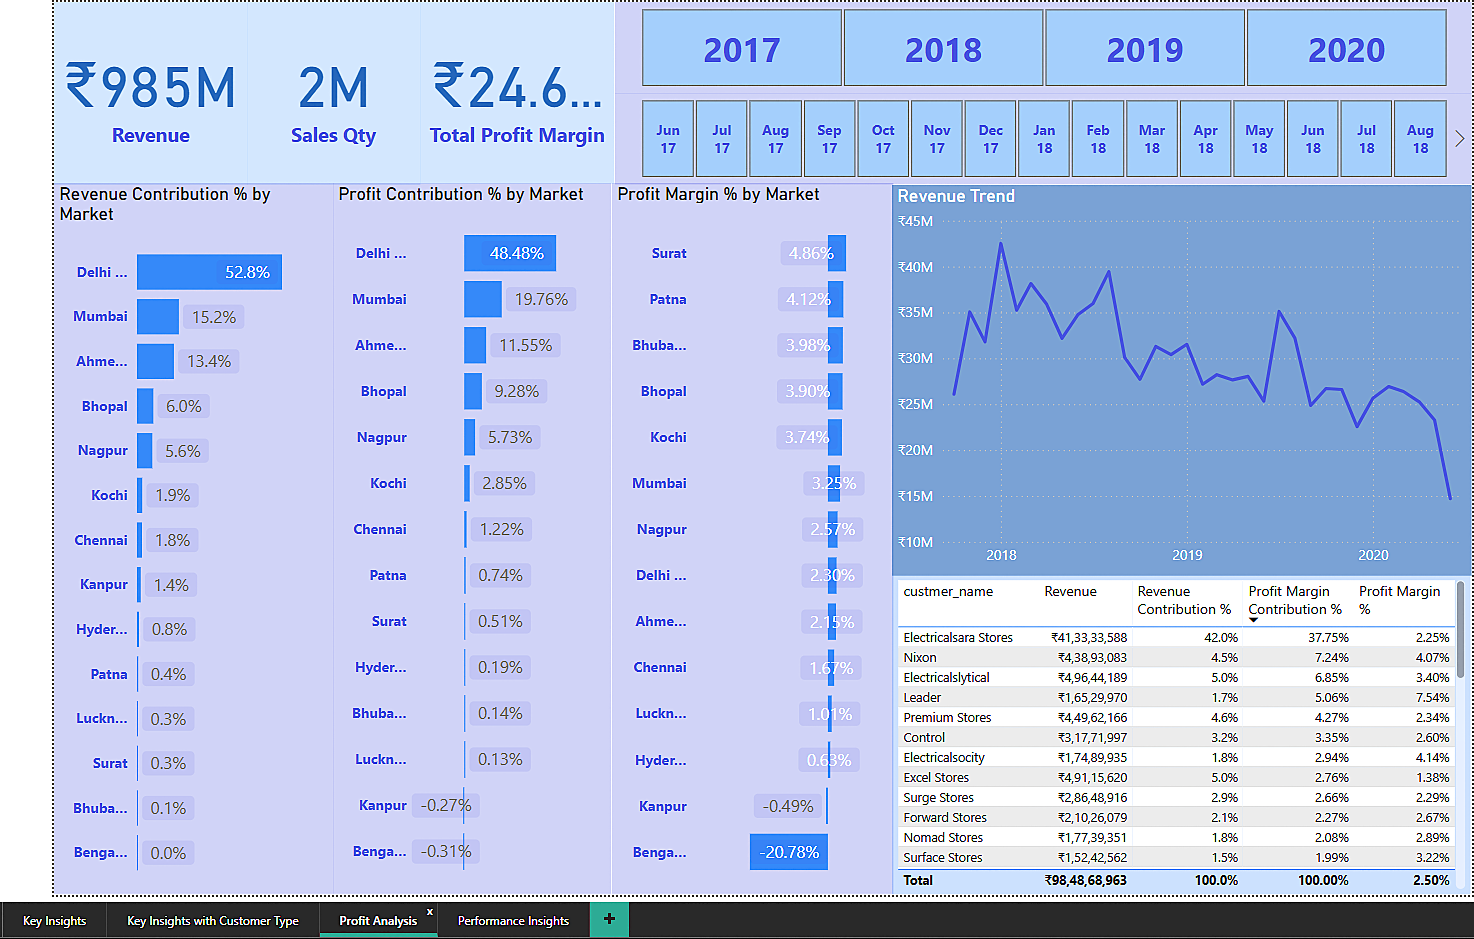 ₹985M
Revenue
2M
Sales Qty
₹24.6...
Total Profit Margin
2017
2018
2019
2020
Jun 17
Jul 17
Aug 17
Sep 17
Oct 17
Nov 17
Dec 17
Jan 18
Feb 18
Mar 18
Apr 18
May 18
Jun 18
Jul 18
Aug 18
Revenue Contribution % by
Market
Delhi ... 52.8%
Mumbai 15.2%
Ahme... 13.4%
Bhopal 6.0%
Nagpur 5.6%
Kochi 1.9%
Chennai 1.8%
Kanpur 1.4%
Hyder... 0.8%
Patna 0.4%
Luckn... 0.3%
Surat 0.3%
Bhuba... 0.1%
Benga... 0.0%
Profit Contribution % by Market
Delhi ... 48.48%
Mumbai 19.76%
Ahme... 11.55%
Bhopal 9.28%
Nagpur 5.73%
Kochi 2.85%
Chennai 1.22%
Patna 0.74%
Surat 0.51%
Hyder... 0.19%
Bhuba... 0.14%
Luckn... 0.13%
Kanpur -0.27%
Benga... -0.31%
Profit Margin % by Market
Surat 4.86%
Patna 4.12%
Bhuba... 3.98%
Bhopal 3.90%
Kochi 3.74%
Mumbai 3.25%
Nagpur 2.57%
Delhi ... 2.30%
Ahme... 2.15%
Chennai 1.67%
Luckn... 1.01%
Hyder... 0.63%
Kanpur -0.49%
Benga... -20.78%
Revenue Trend
₹45M
₹40M
₹35M
₹30M
₹25M
₹20M
₹15M
₹10M
2018 2019 2020
custmer_name Revenue Revenue Contribution % Profit Margin Contribution % Profit Margin %
Electricalsara Stores ₹41,33,33,588 42.0% 37.75% 2.25%
Nixon ₹4,38,93,083 4.5% 7.24% 4.07%
Electricalslytical ₹4,96,44,189 5.0% 6.85% 3.40%
Leader ₹1,65,29,970 1.7% 5.06% 7.54%
Premium Stores ₹4,49,62,166 4.6% 4.27% 2.34%
Control ₹3,17,71,997 3.2% 3.35% 2.60%
Electricalsocity ₹1,74,89,935 1.8% 2.94% 4.14%
Excel Stores ₹4,91,15,620 5.0% 2.76% 1.38%
Surge Stores ₹2,86,48,916 2.9% 2.66% 2.29%
Forward Stores ₹2,10,26,079 2.1% 2.27% 2.67%
Nomad Stores ₹1,77,39,351 1.8% 2.08% 2.89%
Surface Stores ₹1,52,42,562 1.5% 1.99% 3.22%
Total ₹98,48,68,963 100.0% 100.00% 2.50%
Key Insights
Key Insights with Customer Type
Profit Analysis x
Performance Insights
+